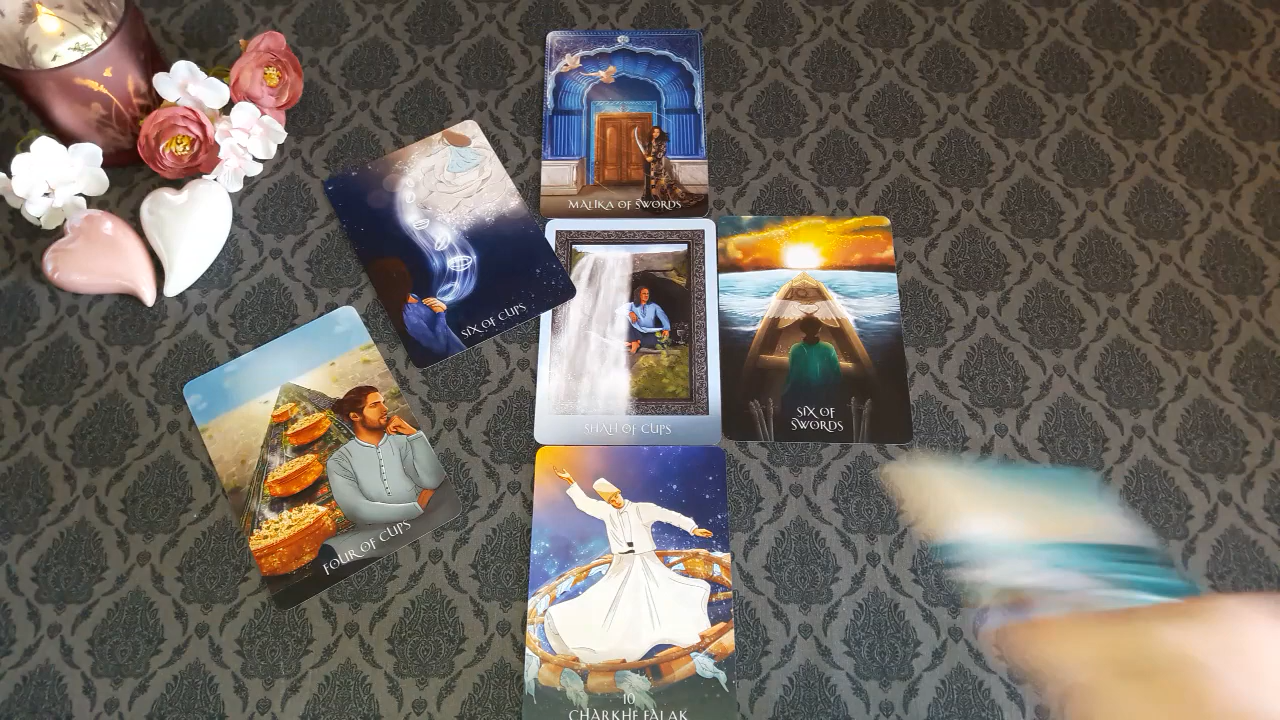 MALIKA OF SWORDS
SIX OF CUPS
SHAH OF CUPS
SIX OF
SWORDS
FOUR OF CUPS
10
CHARKHE FALAK